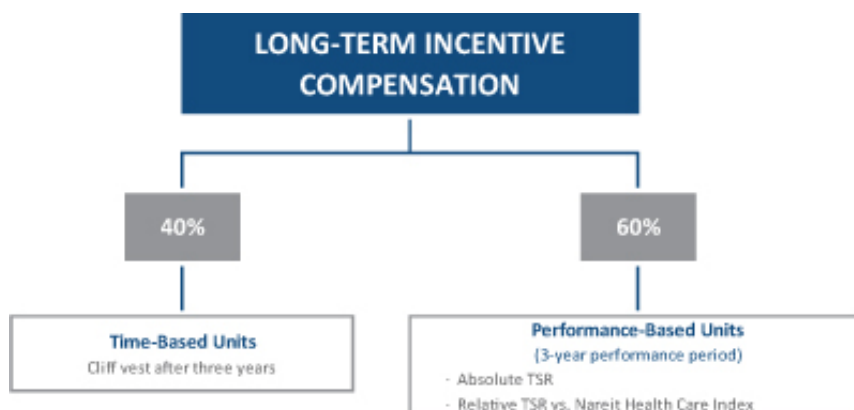 LONG-TERM INCENTIVE
COMPENSATION
40%
60%
Time-Based Units
Cliff vest after three years
Performance-Based Units
(3-year performance period)
- Absolute TSR
- Relative TSR vs. Nareit Health Care Index